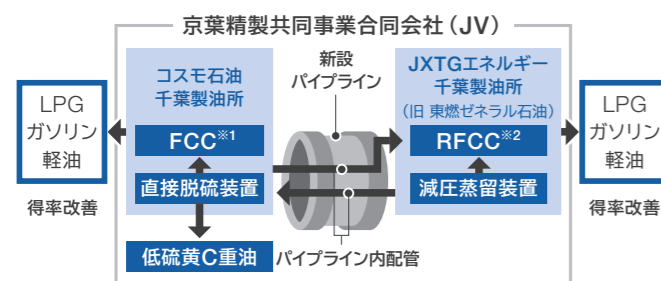 京葉精製共同事業合同会社（JV）
コスモ石油
千葉製油所
新設
パイプライン
JXTGエネルギー
千葉製油所
（旧 東燃ゼネラル石油）
LPG
ガソリン
軽油
得率改善
FCC※1
直接脱硫装置
低硫黄C重油
RFCC※2
減圧蒸留装置
パイプライン内配管
LPG
ガソリン
軽油
得率改善